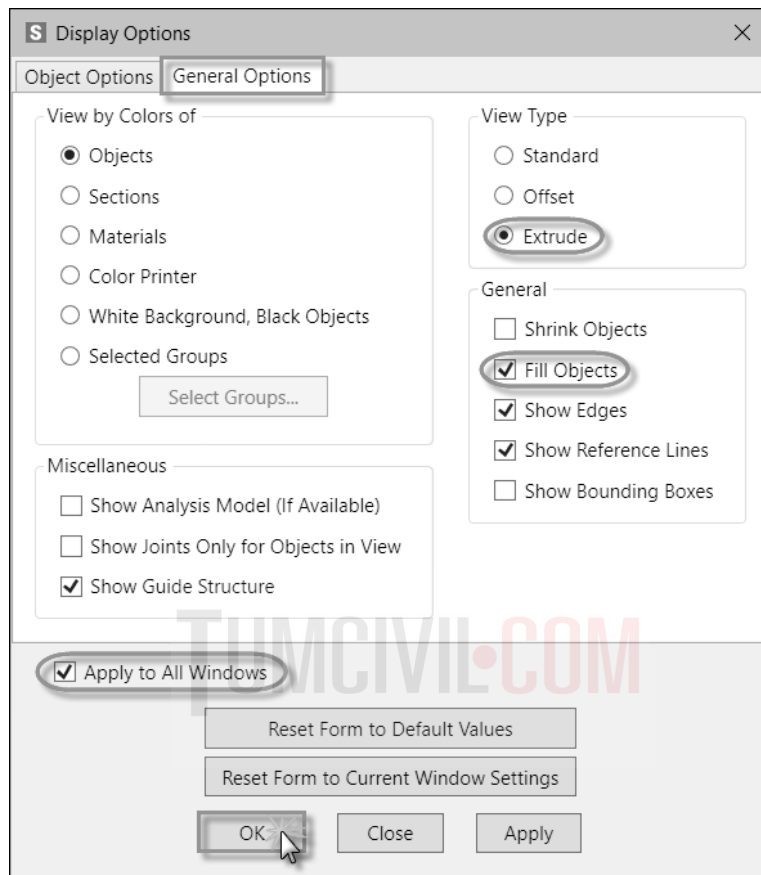 S Display Options
Object Options
General Options
View by Colors of
Objects
Sections
Materials
Color Printer
White Background, Black Objects
Selected Groups
Select Groups...
View Type
Standard
Offset
Extrude
General
Shrink Objects
Fill Objects
Show Edges
Show Reference Lines
Show Bounding Boxes
Miscellaneous
Show Analysis Model (If Available)
Show Joints Only for Objects in View
Show Guide Structure
TUMCIVIL.COM
Apply to All Windows
Reset Form to Default Values
Reset Form to Current Window Settings
OK
Close
Apply